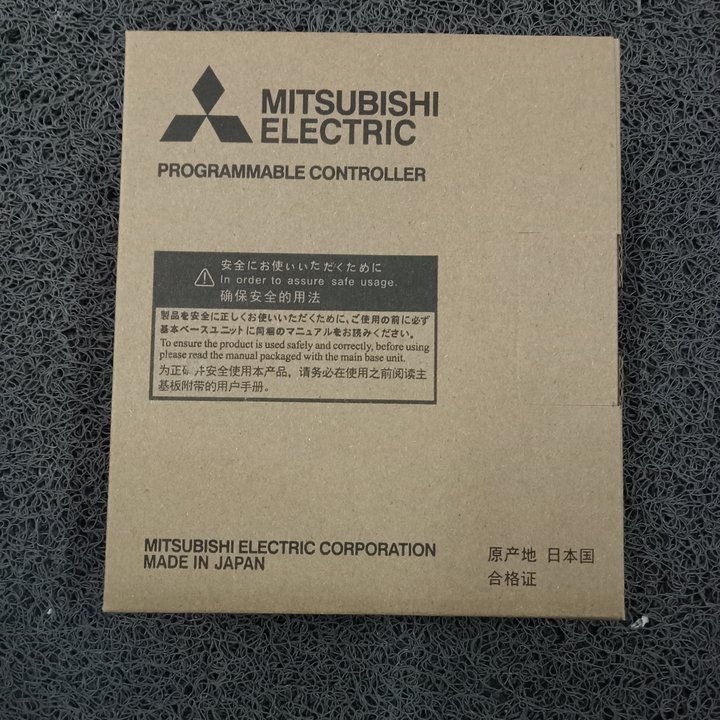 MITSUBISHI
ELECTRIC
PROGRAMMABLE CONTROLLER
安全にお使いいただくために
In order to assure safe usage.
确保安全的用法
製品を安全に正しくお使いいただくために、ご使用の前に必ず
基本ベースユニットに同梱のマニュアルをお読みください。
To ensure the product is used safely and correctly, before using
please read the manual packaged with the main base unit.
为正确并安全使用本产品，请务必在使用之前阅读主
基板附带的用户手册。
MITSUBISHI ELECTRIC CORPORATION
MADE IN JAPAN
原产地 日本国
合格证